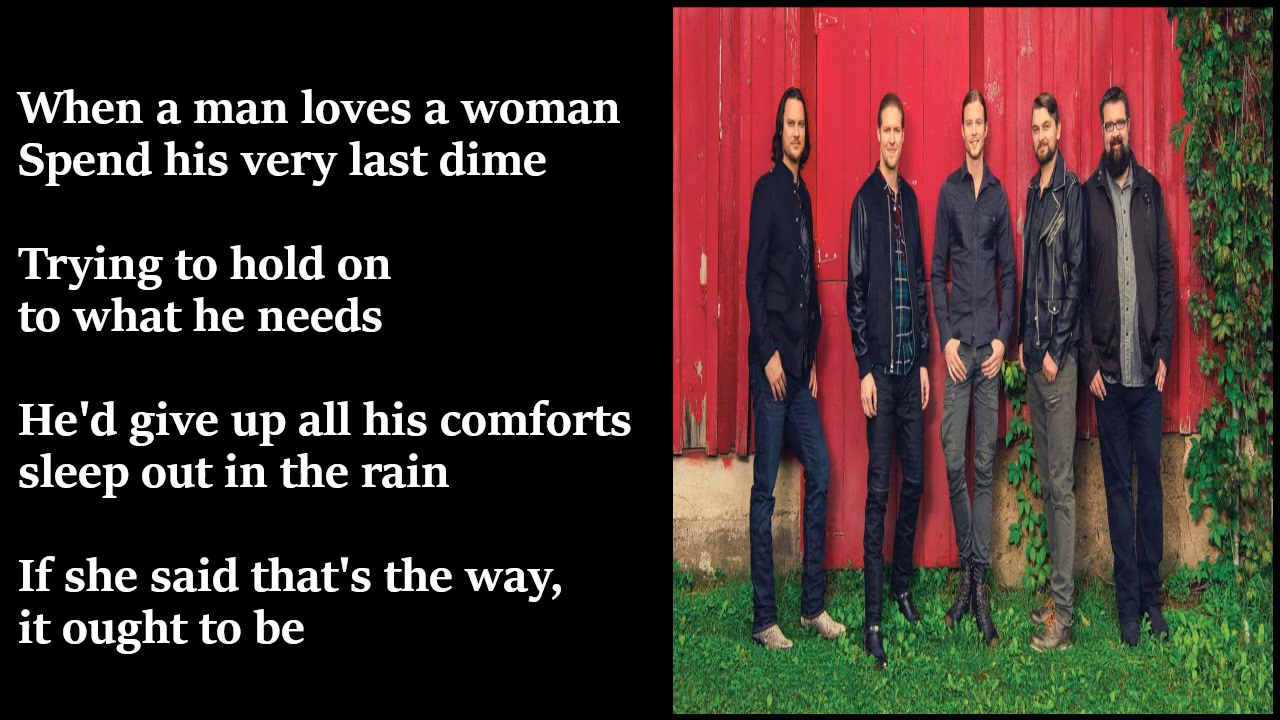 When a man loves a woman
Spend his very last dime
Trying to hold on
to what he needs
He'd give up all his comforts
sleep out in the rain
If she said that's the way,
it ought to be